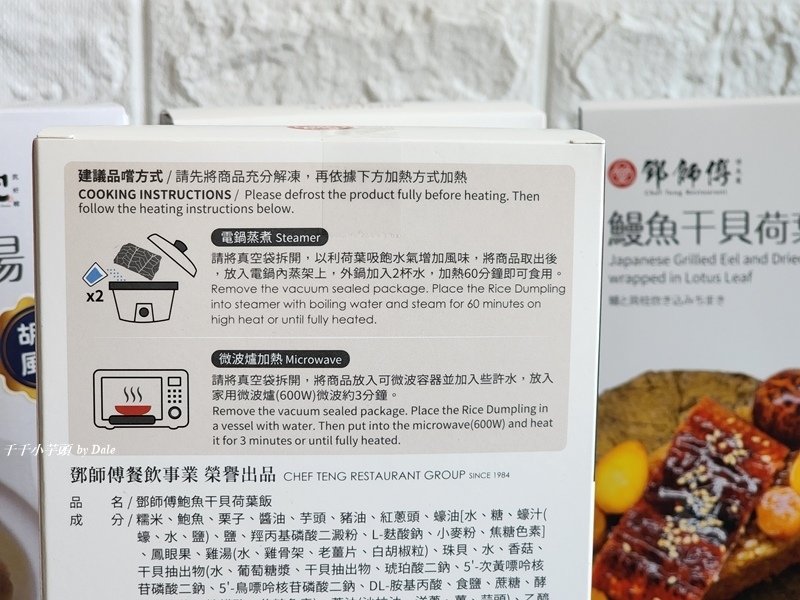 建議品嚐方式 / 請先將商品充分解凍，再依據下方加熱方式加熱
COOKING INSTRUCTIONS / Please defrost the product fully before heating. Then
follow the heating instructions below.
電鍋蒸煮 Steamer
請將真空袋拆開，以利荷葉吸飽水氣增加風味，將商品取出後
，放入電鍋內蒸架上，外鍋加入2杯水，加熱60分鐘即可食用。
Remove the vacuum sealed package. Place the Rice Dumpling
into steamer with boiling water and steam for 60 minutes on
high heat or until fully heated.
x2
微波爐加熱 Microwave
請將真空袋拆開，將商品放入可微波容器並加入些許水，放入
家用微波爐(600W)微波約3分鐘。
Remove the vacuum sealed package. Place the Rice Dumpling in
a vessel with water. Then put into the microwave(600W) and heat
it for 3 minutes or until fully heated.
鄧師傅餐飲事業 榮譽出品 CHEF TENG RESTAURANT GROUP SINCE 1984
品　　名 / 鄧師傅鮑魚干貝荷葉飯
成　　分 / 糯米、鮑魚、栗子、醬油、芋頭、豬油、紅蔥頭、蠔油[水、糖、蠔汁(
蠔、水、鹽)、鹽、羥丙基磷酸二澱粉、L-麩酸鈉、小麥粉、焦糖色素]
、鳳眼果、雞湯(水、雞骨架、老薑片、白胡椒粒)、珠貝、水、香菇、
干貝抽出物(水、葡萄糖漿、干貝抽出物、琥珀酸二鈉、5'-次黃嘌呤核
苷磷酸二鈉、5'-鳥嘌呤核苷磷酸二鈉、DL-胺基丙酸、食鹽、蔗糖、酵
鄧師傅
Chef Teng Restaurant
鰻魚干貝荷葉
Japanese Grilled Eel and Dried
wrapped in Lotus Leaf
鰻と貝柱炊き込みちまき
湯
胡
風
千千小芋頭 by Dale